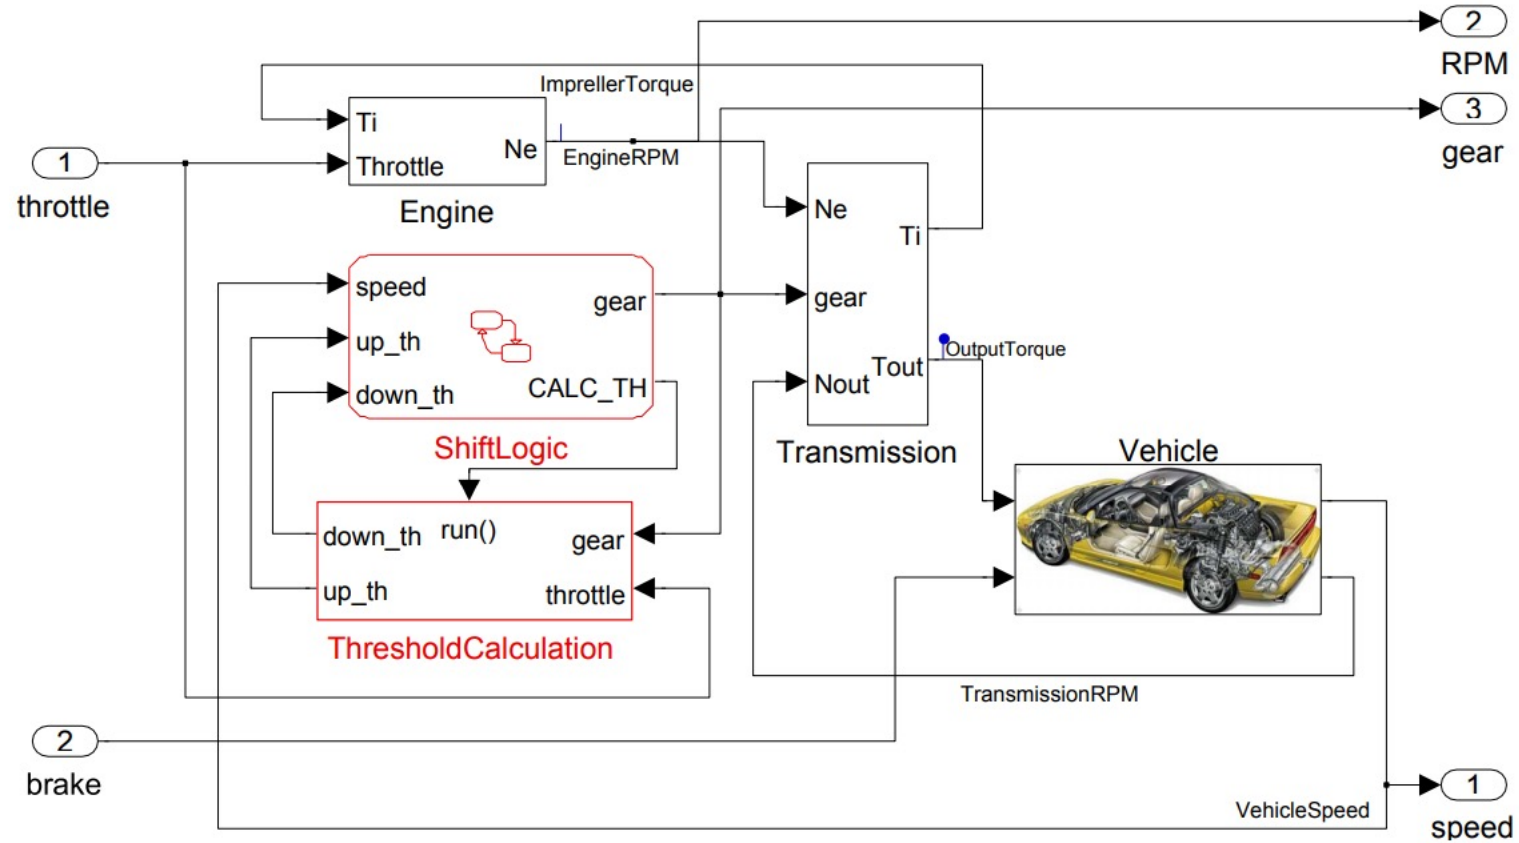 2
RPM
ImprellerTorque
3
gear
Ti
Ne
EngineRPM
1
Throttle
throttle
Engine
Ne
Ti
speed
gear
gear
up_th
OutputTorque
Tout
Nout
down_th
CALC_TH
ShiftLogic
Transmission
Vehicle
down_th
run()
gear
up_th
throttle
ThresholdCalculation
TransmissionRPM
2
brake
1
VehicleSpeed
speed